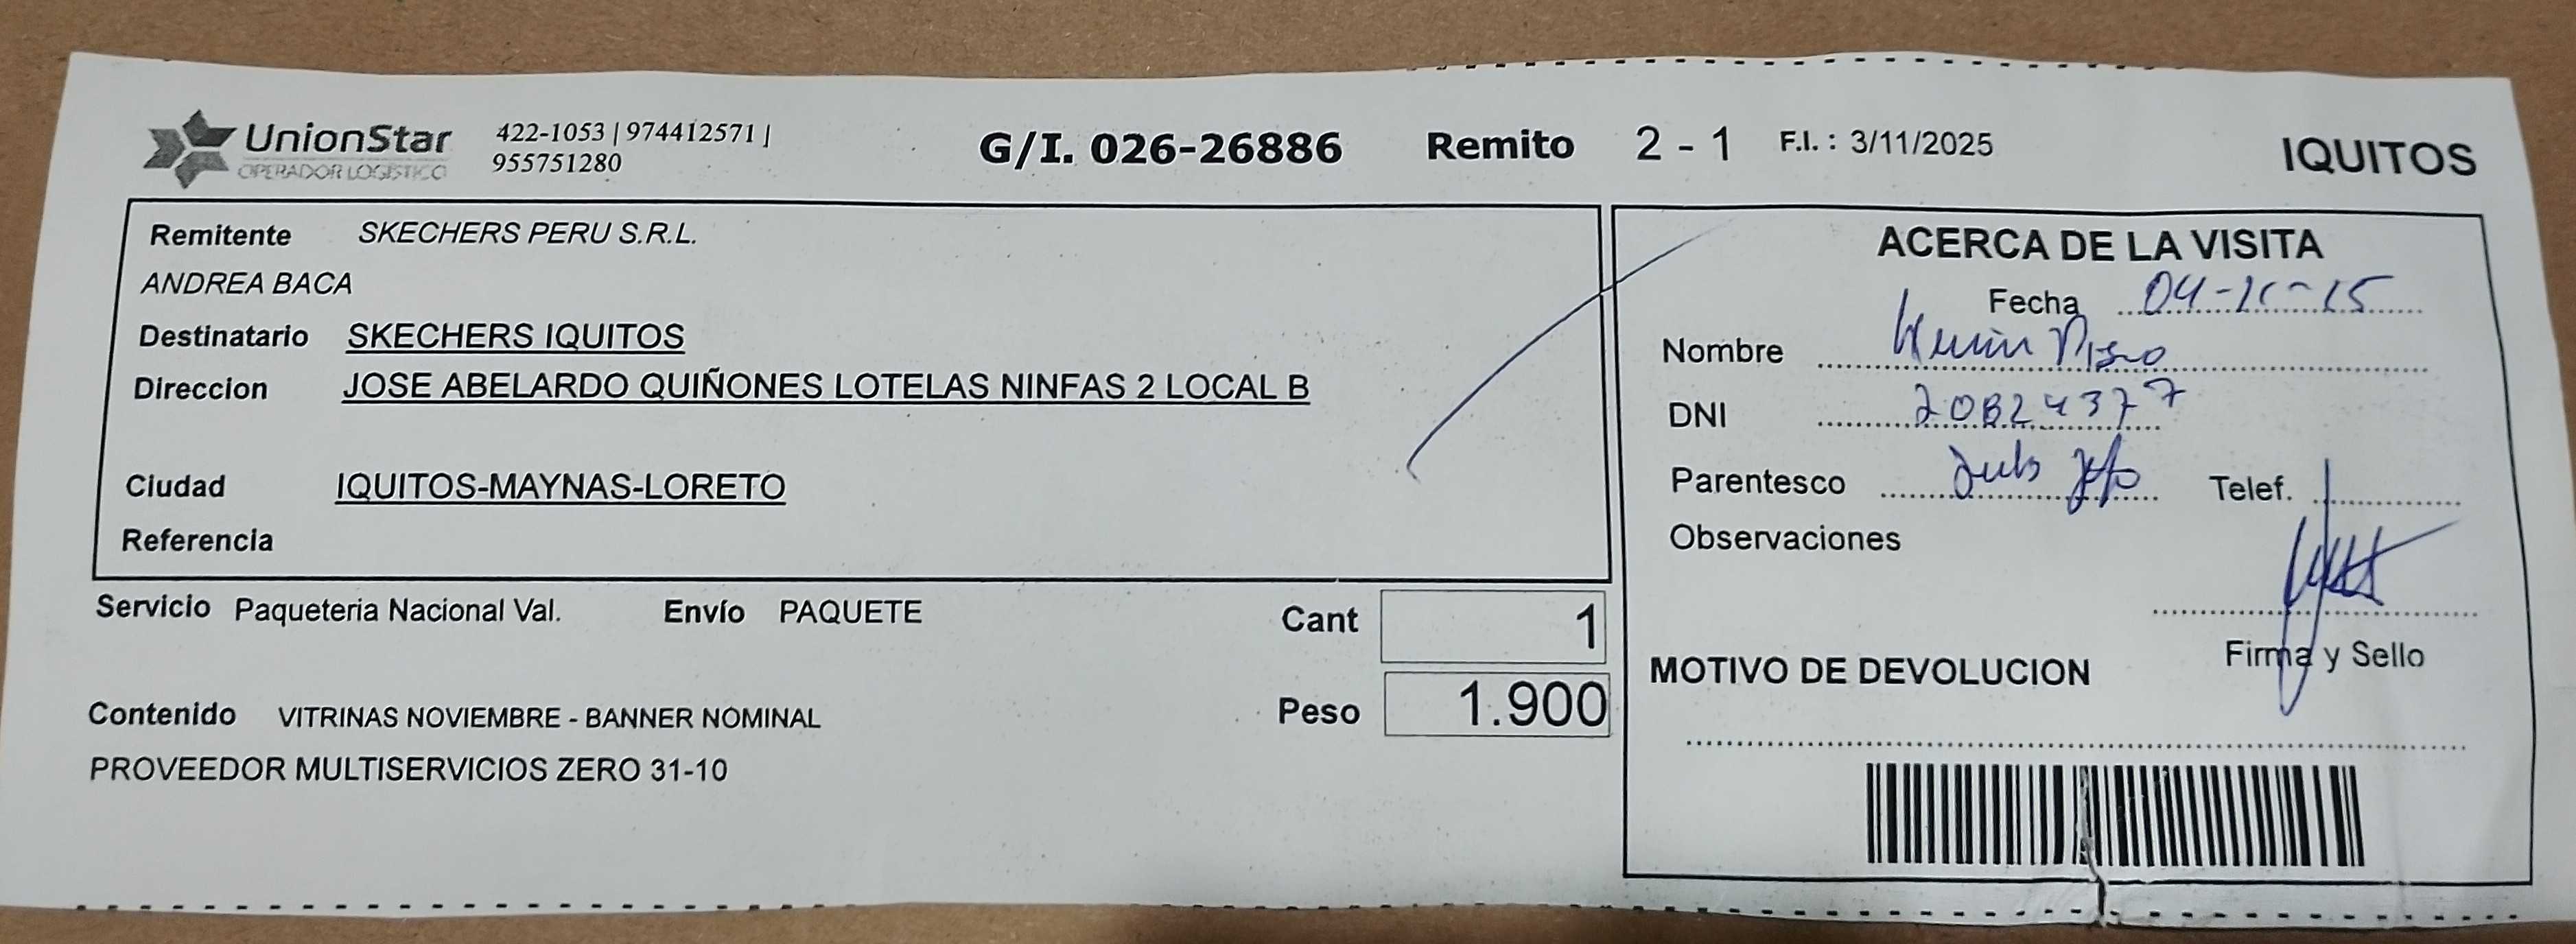 UnionStar
OPERADOR LOGISTICO
422-1053 | 974412571 |
955751280
G/I. 026-26886 Remito 2 - 1 F.I. : 3/11/2025
IQUITOS
Remitente SKECHERS PERU S.R.L.
ANDREA BACA
Destinatario SKECHERS IQUITOS
Direccion JOSE ABELARDO QUIÑONES LOTELAS NINFAS 2 LOCAL B
Ciudad IQUITOS-MAYNAS-LORETO
Referencia
Servicio Paqueteria Nacional Val. Envío PAQUETE
Cant 1
Peso 1.900
Contenido VITRINAS NOVIEMBRE - BANNER NOMINAL
PROVEEDOR MULTISERVICIOS ZERO 31-10
ACERCA DE LA VISITA
Fecha
Nombre
DNI
Parentesco Telef.
Observaciones
Firma y Sello
MOTIVO DE DEVOLUCION